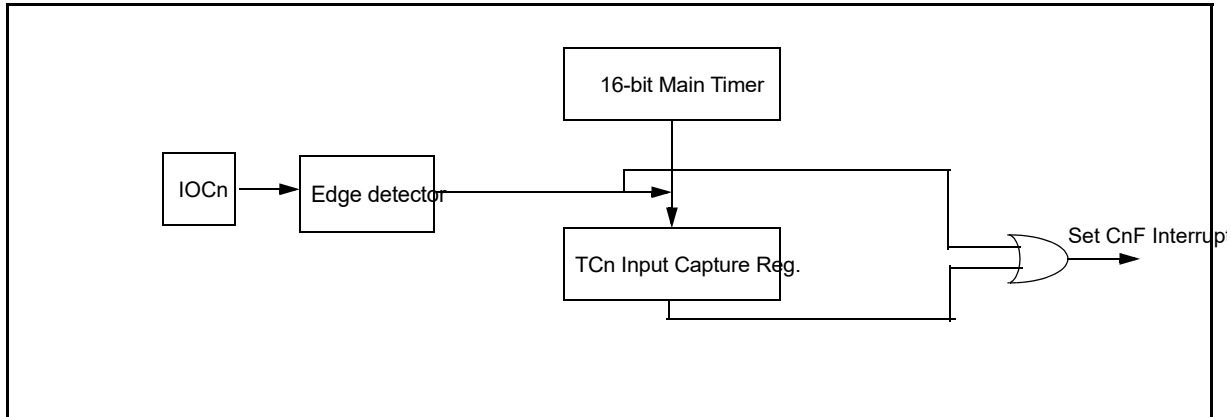 16-bit Main Timer
IOCn
Edge detector
TCn Input Capture Reg.
Set CnF Interrupt